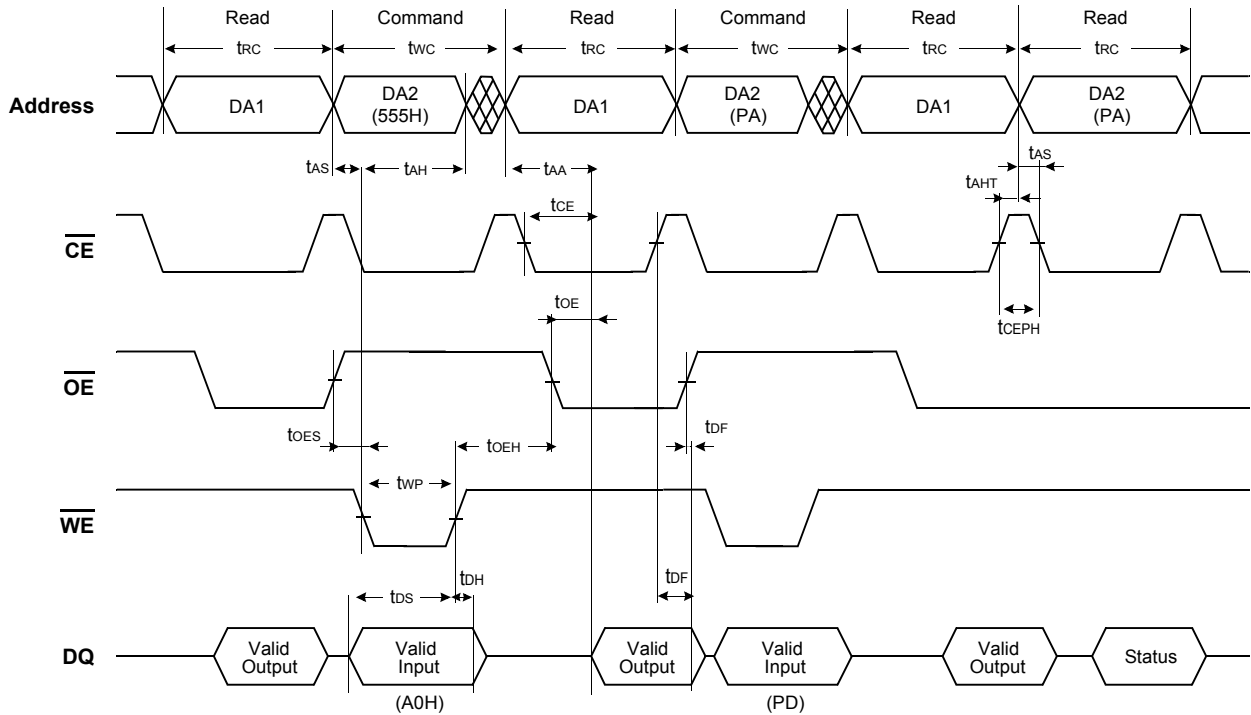 Read Command Read Command Read Read
tRC tWC tRC tWC tRC tRC
Address DA1 DA2 (555H) DA1 DA2 (PA) DA1 DA2 (PA)
tAS tAH tAA tAS
tAHT
tCE
CE
tOE tCEPH
OE
tOES tOEH tDF
tWP
WE
tDS tDH tDF
DQ Valid Output Valid Input Valid Output Valid Input Valid Output Status
(A0H) (PD)